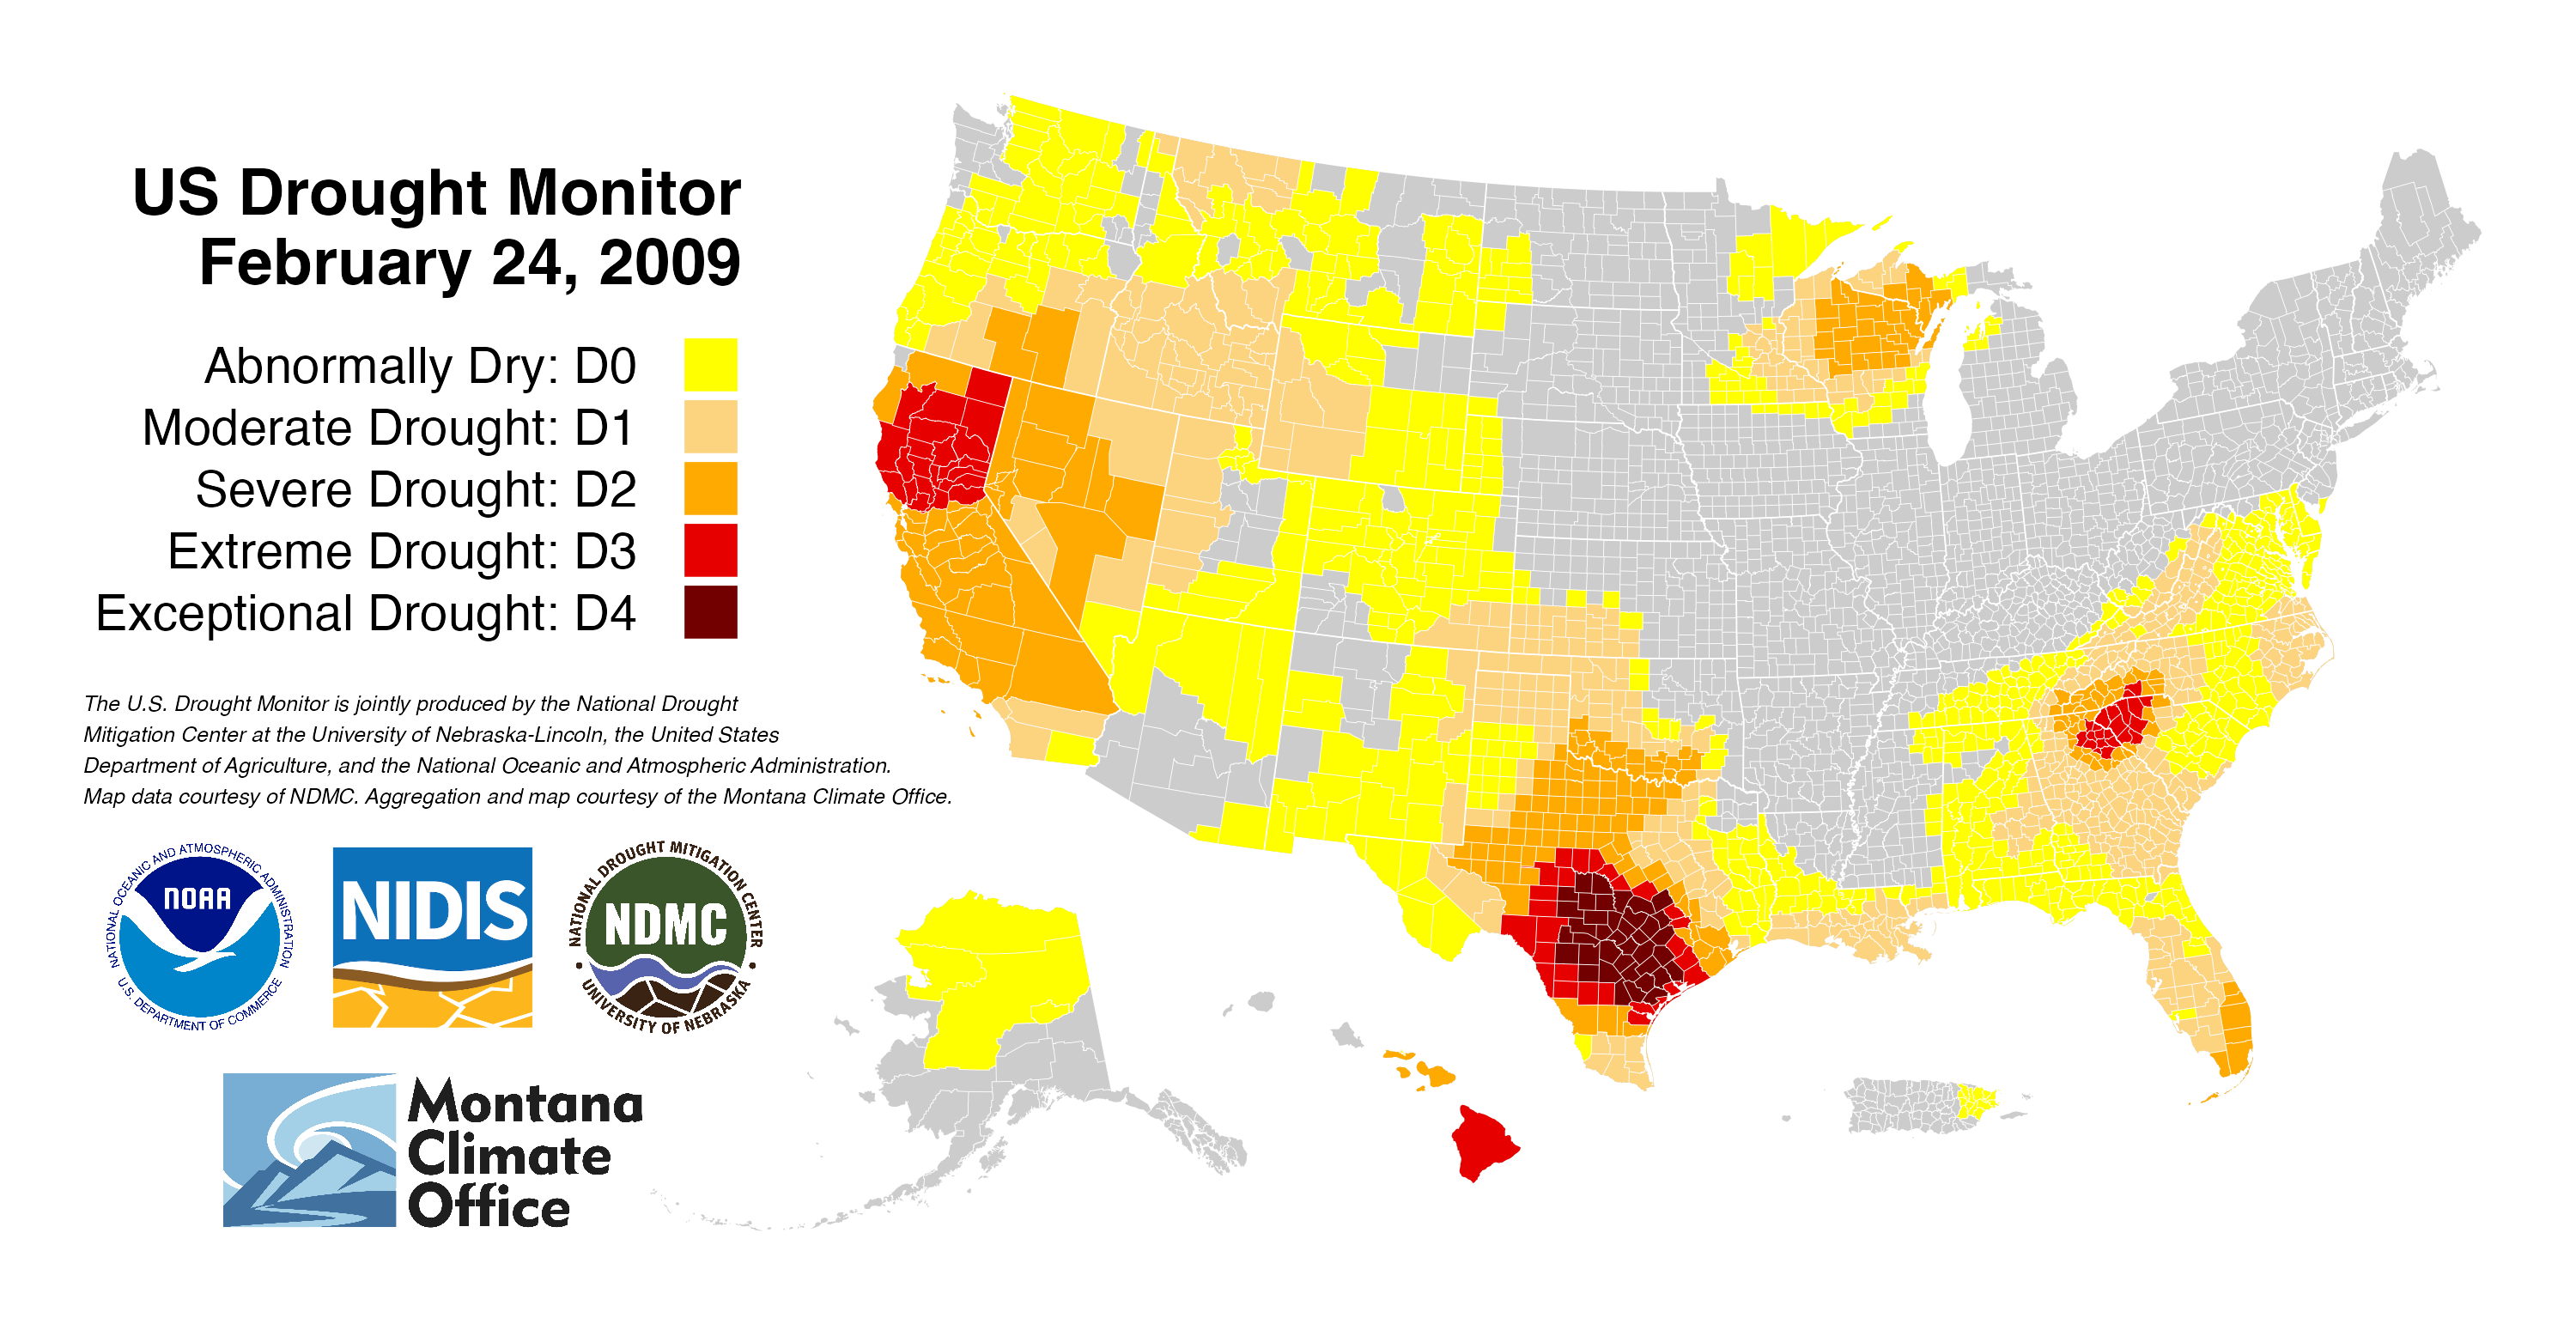 US Drought Monitor
February 24, 2009
Abnormally Dry: D0
Moderate Drought: D1
Severe Drought: D2
Extreme Drought: D3
Exceptional Drought: D4
The U.S. Drought Monitor is jointly produced by the National Drought
Mitigation Center at the University of Nebraska-Lincoln, the United States
Department of Agriculture, and the National Oceanic and Atmospheric Administration.
Map data courtesy of NDMC. Aggregation and map courtesy of the Montana Climate Office.
NATIONAL OCEANIC AND ATMOSPHERIC ADMINISTRATION
NOAA
U.S. DEPARTMENT OF COMMERCE
NIDIS
NATIONAL DROUGHT MITIGATION CENTER
NDMC
UNIVERSITY OF NEBRASKA
Montana
Climate
Office